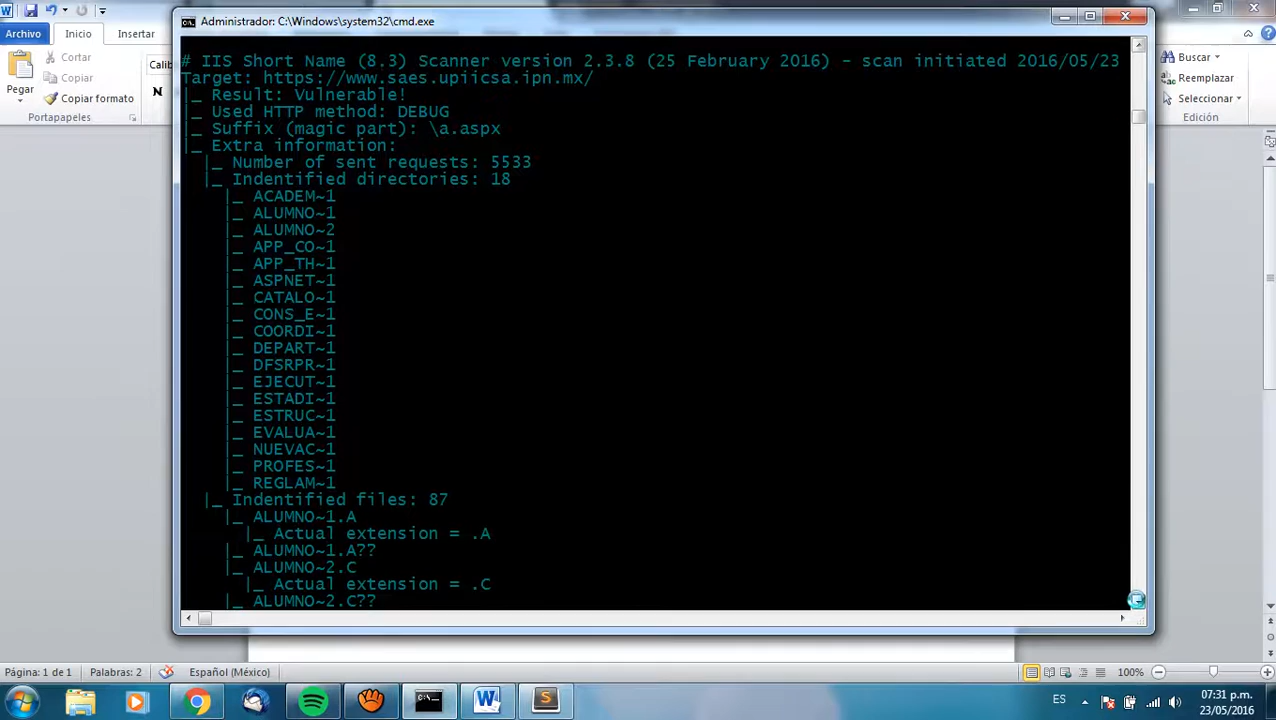 Administrador: C:\Windows\system32\cmd.exe
Archivo
Inicio
Insertar
Cortar
Copiar
Copiar formato
Pegar
Portapapeles
Calib
N
Buscar
Reemplazar
Seleccionar
Edición
# IIS Short Name (8.3) Scanner version 2.3.8 (25 February 2016) - scan initiated 2016/05/23
Target: https://www.saes.upiicsa.ipn.mx/
|_ Result: Vulnerable!
|_ Used HTTP method: DEBUG
|_ Suffix (magic part): \a.aspx
|_ Extra information:
|_ Number of sent requests: 5533
|_ Indentified directories: 18
|_ ACADEM~1
|_ ALUMNO~1
|_ ALUMNO~2
|_ APP_CO~1
|_ APP_TH~1
|_ ASPNET~1
|_ CATALO~1
|_ CONS_E~1
|_ COORDI~1
|_ DEPART~1
|_ DFSRPR~1
|_ EJECUT~1
|_ ESTADI~1
|_ ESTRUC~1
|_ EVALUA~1
|_ NUEVAC~1
|_ PROFES~1
|_ REGLAM~1
|_ Indentified files: 87
|_ ALUMNO~1.A
|_ Actual extension = .A
|_ ALUMNO~1.A??
|_ ALUMNO~2.C
|_ Actual extension = .C
|_ ALUMNO~2.C??
Página: 1 de 1
Palabras: 2
Español (México)
100%
ES
07:31 p.m.
23/05/2016